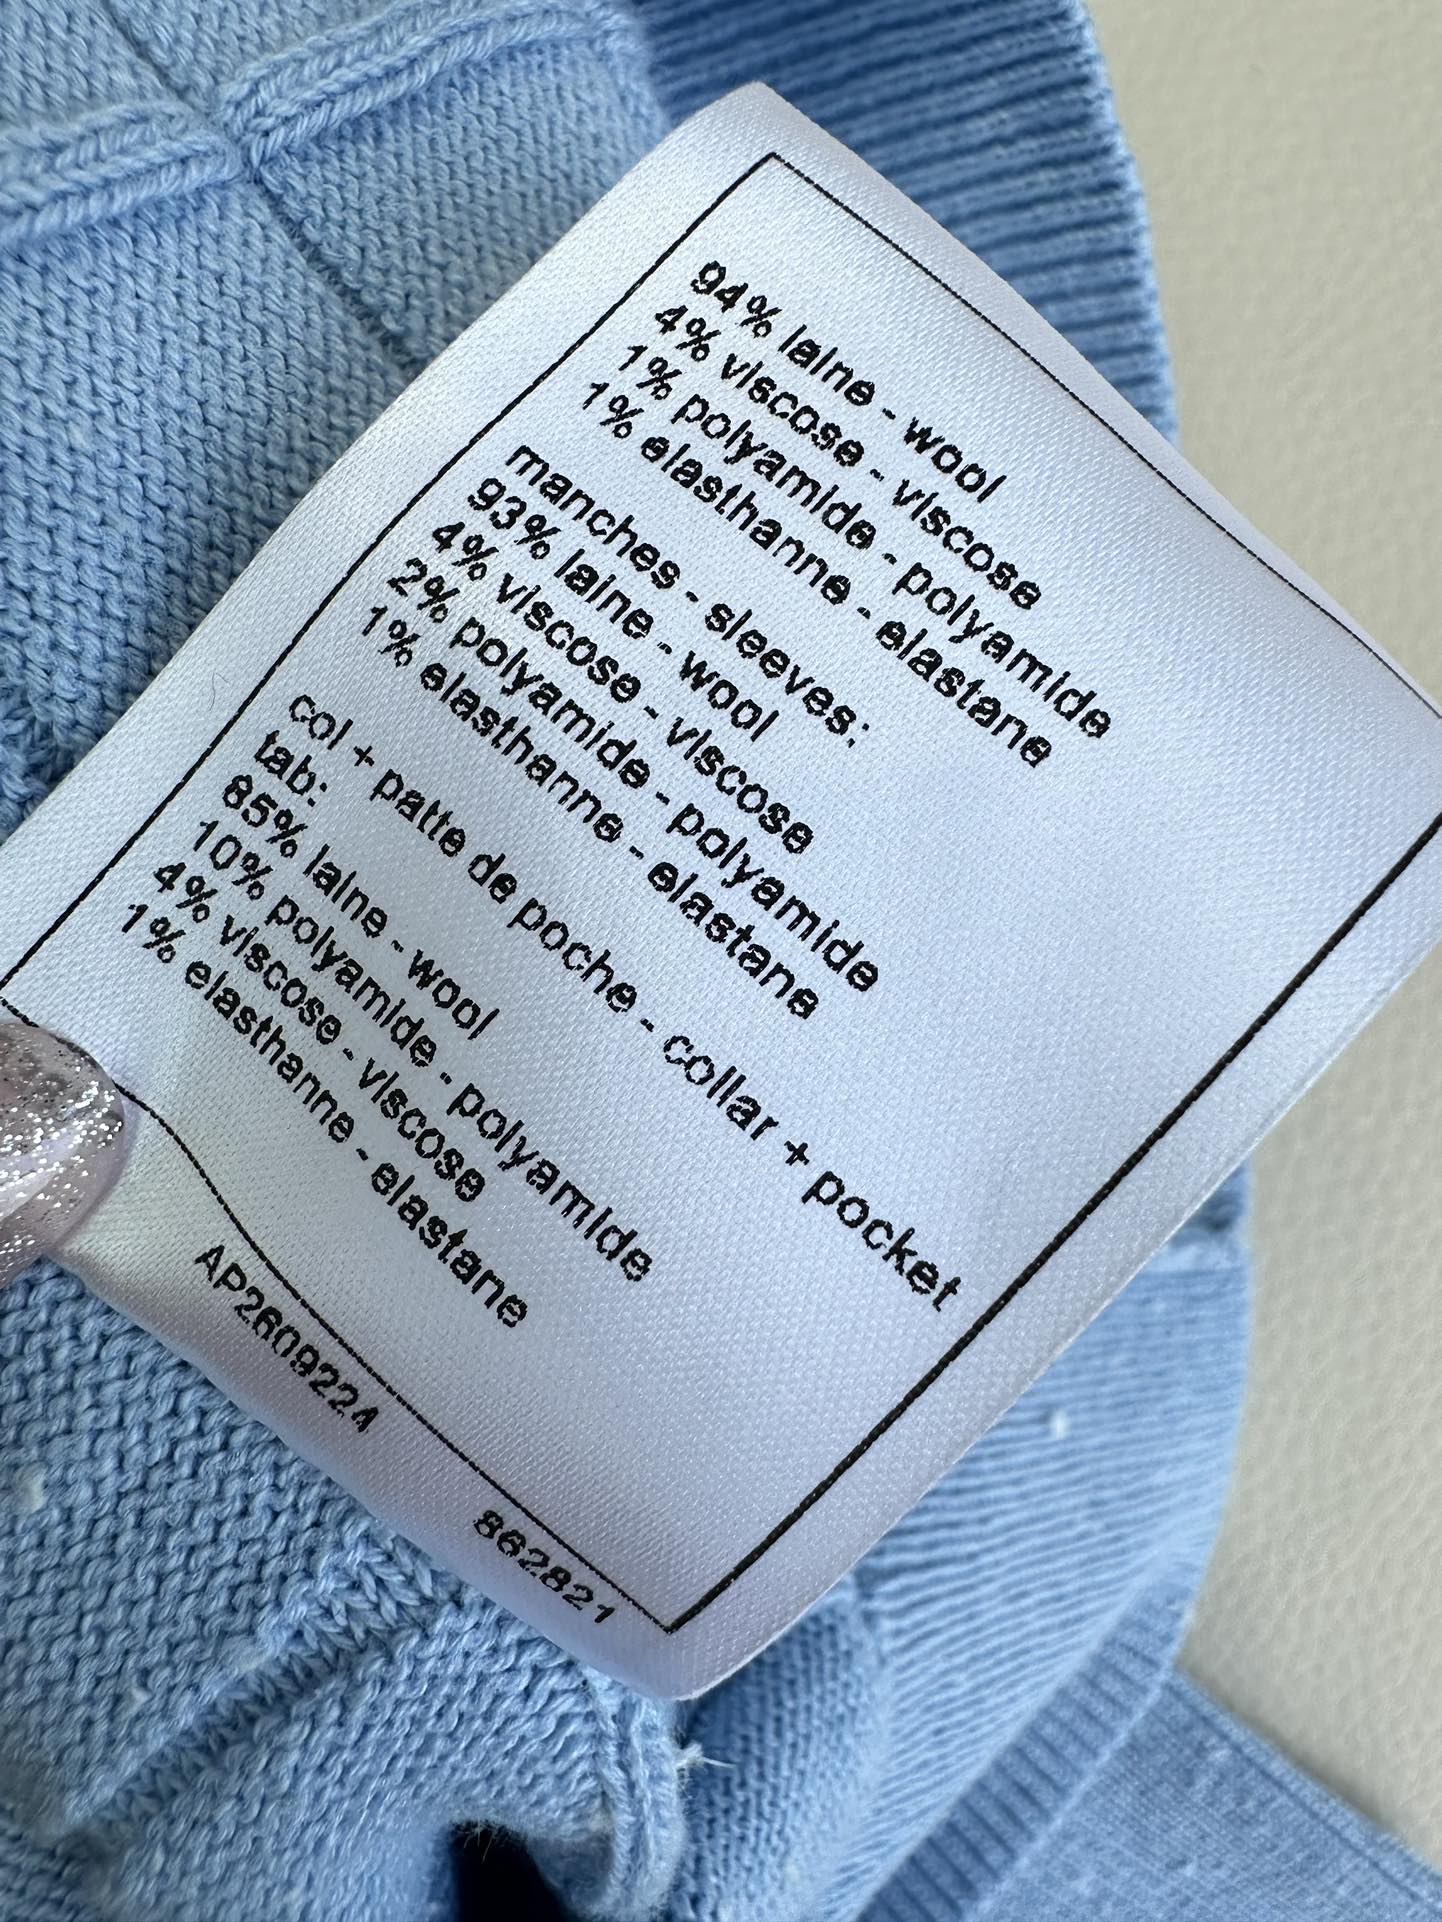 94% laine - wool
4% viscose - viscose
1% polyamide - polyamide
1% elasthanne - elastane
manches - sleeves:
93% laine - wool
4% viscose - viscose
2% polyamide - polyamide
1% elasthanne - elastane
col + patte de poche - collar + pocket
tab:
85% laine - wool
10% polyamide - polyamide
4% viscose - viscose
1% elasthanne - elastane
AP2609224
862821